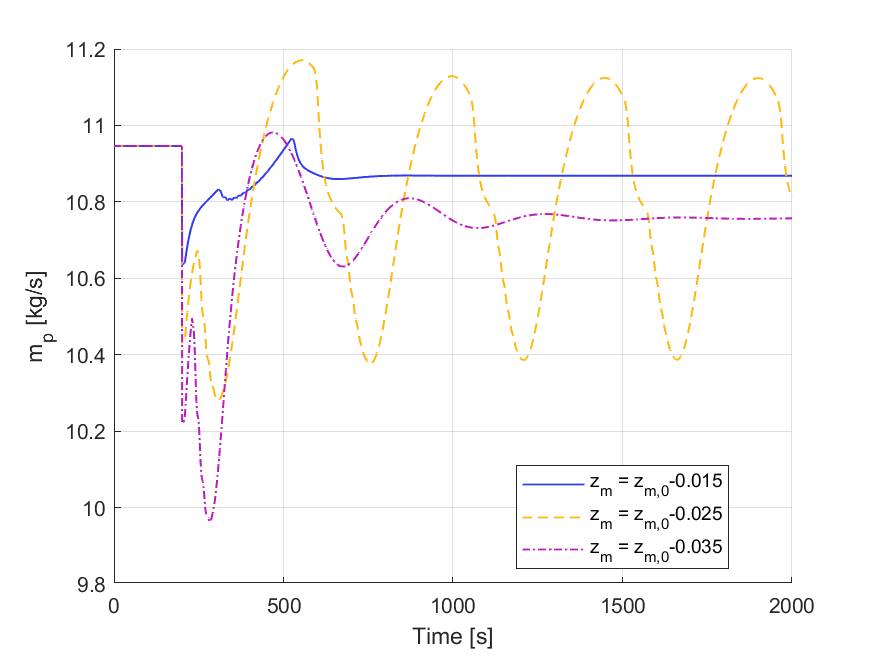 11.2
11
10.8
10.6
10.4
10.2
10
9.8
0
500
1000
1500
2000
m_p [kg/s]
Time [s]
z_m = z_m,0-0.015
z_m = z_m,0-0.025
z_m = z_m,0-0.035